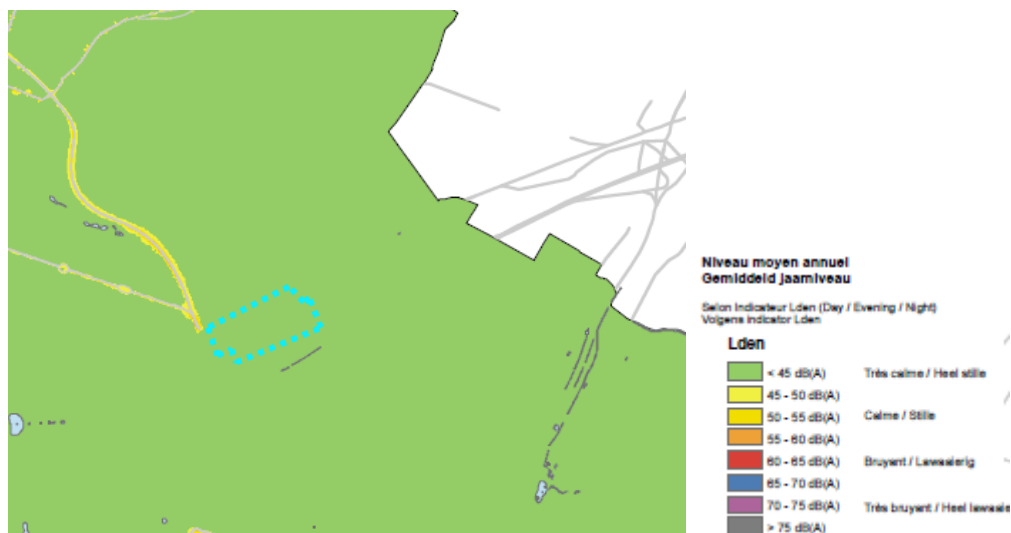 Niveau moyen annuel
Gemiddeld jaarniveau
Selon Indicateur Lden (Day / Evening / Night)
Volgens Indicator Lden
Lden
< 45 dB(A) Très calme / Heel stille
45 - 50 dB(A)
50 - 55 dB(A) Calme / Stille
55 - 60 dB(A)
60 - 65 dB(A) Bruyant / Lawaaierig
65 - 70 dB(A)
70 - 75 dB(A) Très bruyant / Heel lawaaie
> 75 dB(A)